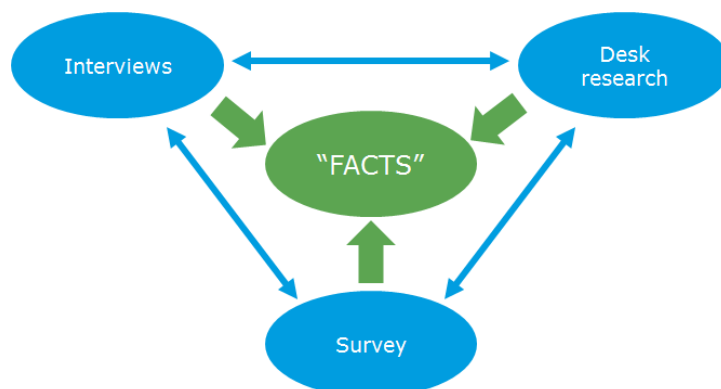 Interviews
Desk
research
“FACTS”
Survey